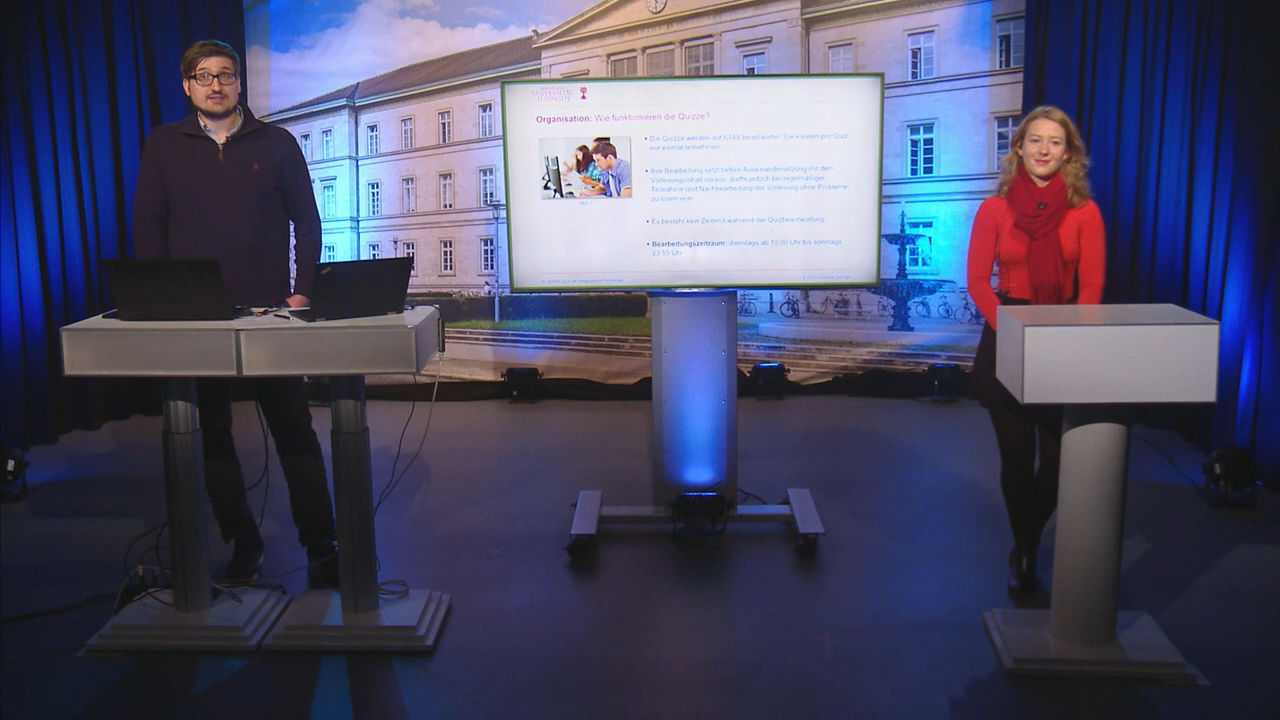 UNIVERSITÄT
TÜBINGEN
Organisation: Wie funktionieren die Quizze?
Die Quizze werden auf ILIAS beantwortet. Sie können pro Quiz
nur einmal teilnehmen.
Ihre Bearbeitung setzt tiefere Auseinandersetzung mit dem
Vorlesungsinhalt voraus, dürfte jedoch bei regelmäßiger
Teilnahme und Nachbearbeitung der Vorlesung ohne Probleme
zu lösen sein.
Es besteht kein Zeitlimit während der Quizbeantwortung
Bearbeitungszeitraum: dienstags ab 10:00 Uhr bis sonntags
23:55 Uhr